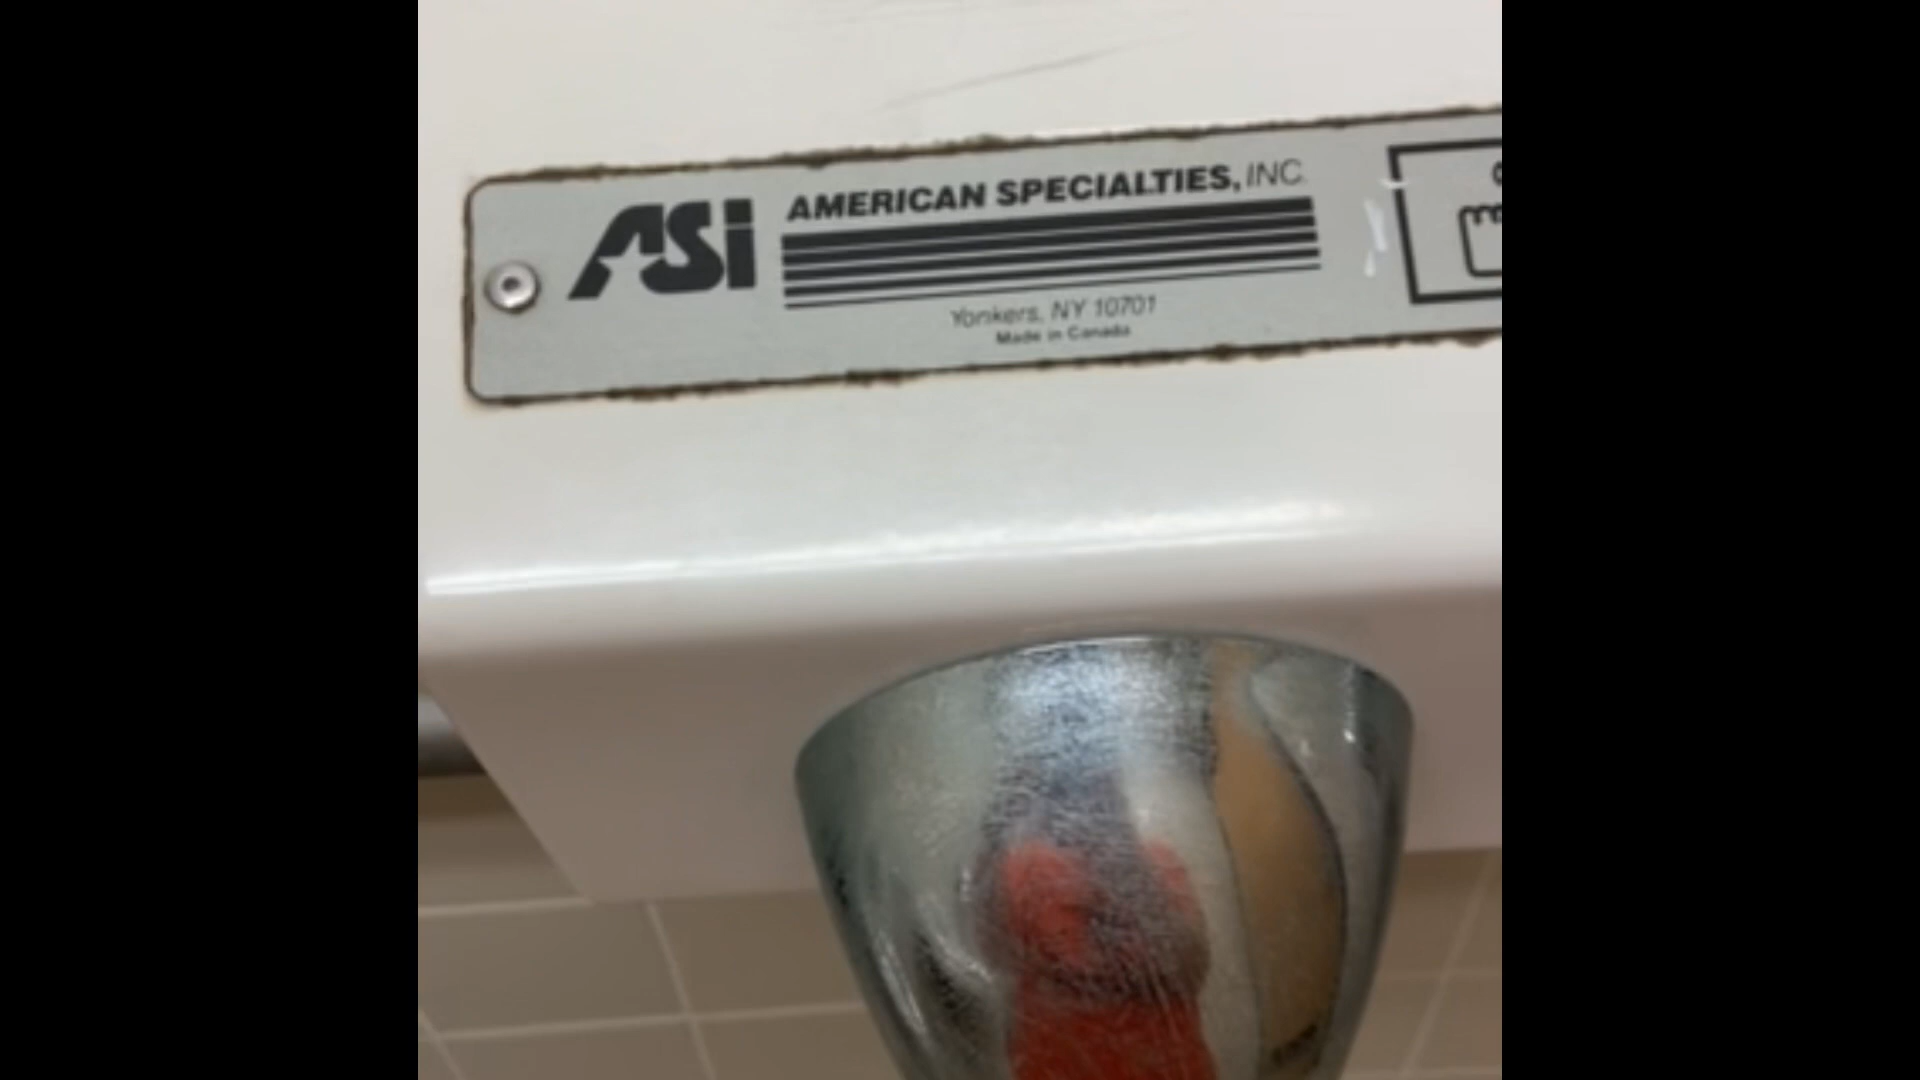 ASi
AMERICAN SPECIALTIES, INC.
Yonkers, NY 10701
Made in Canada